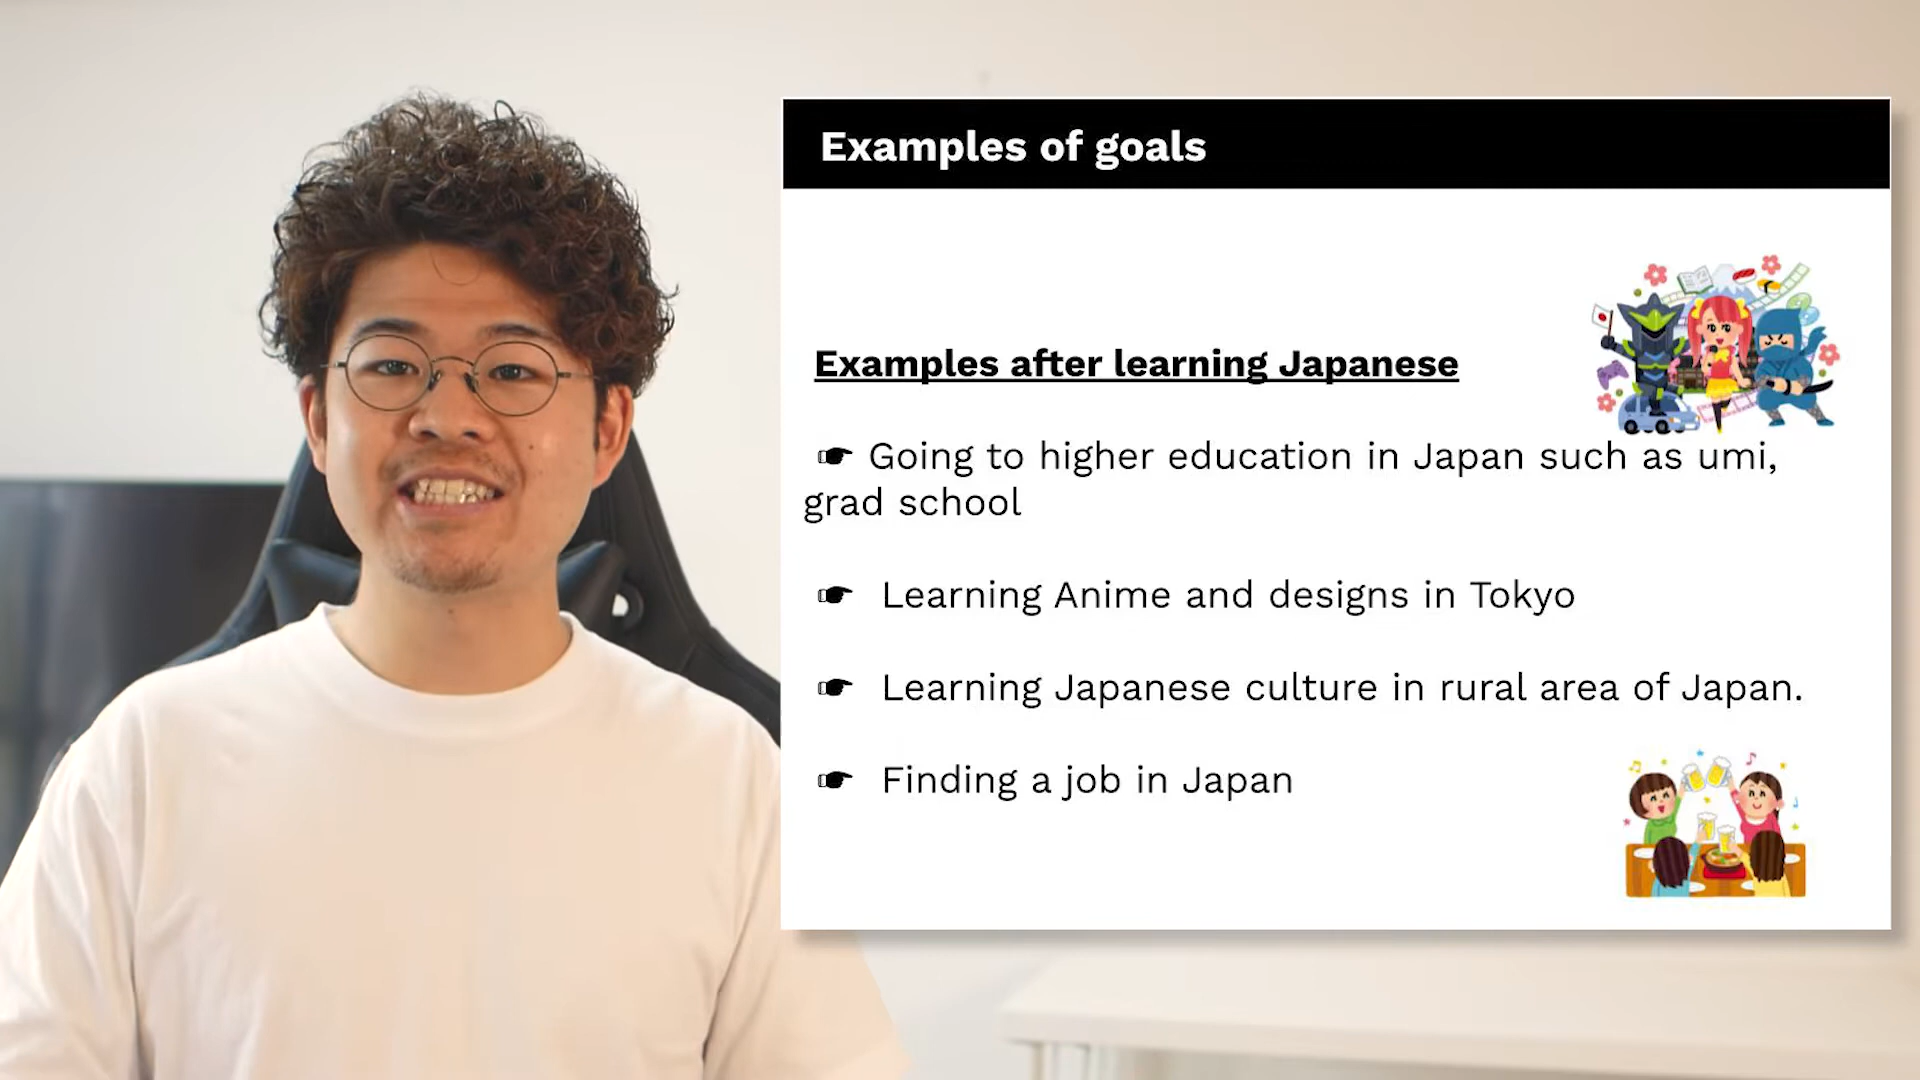 Examples of goals
Examples after learning Japanese
☛ Going to higher education in Japan such as umi,
grad school
☛ Learning Anime and designs in Tokyo
☛ Learning Japanese culture in rural area of Japan.
☛ Finding a job in Japan